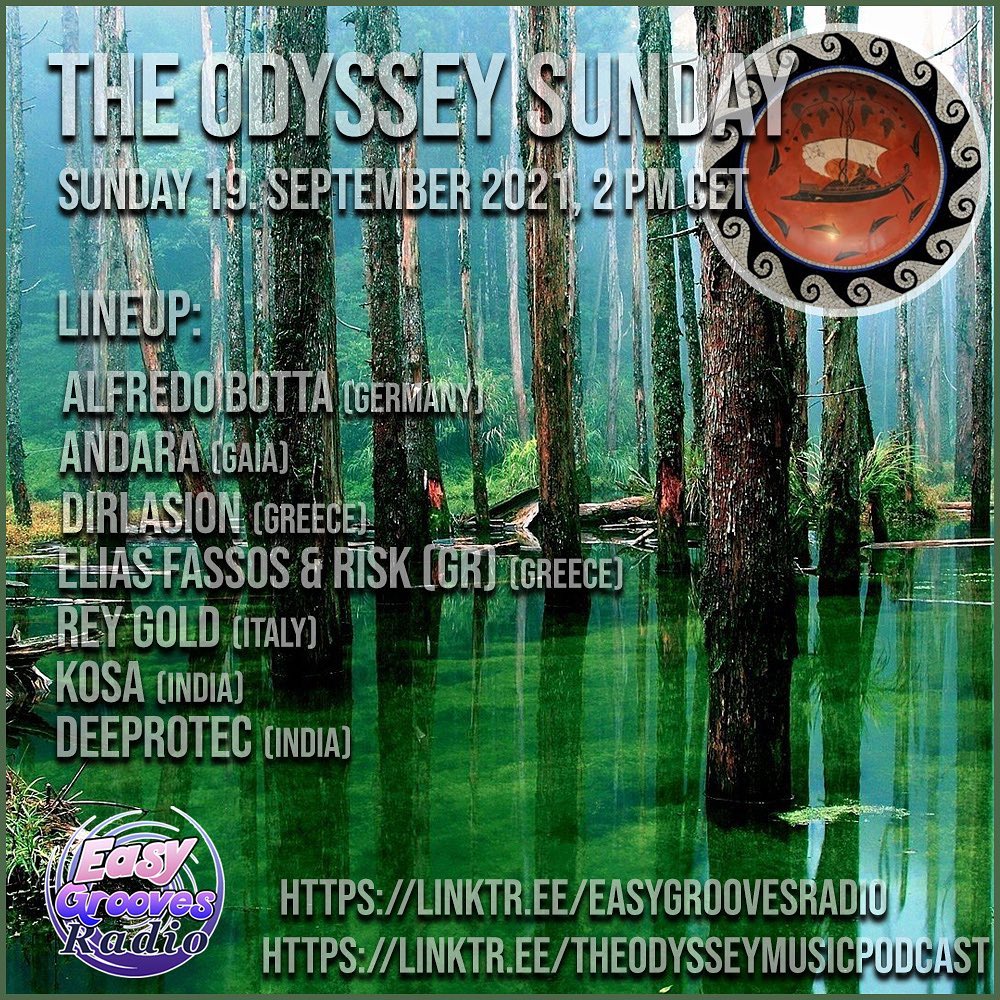 THE ODYSSEY SUNDAY
SUNDAY 19. SEPTEMBER 2021, 2 PM CET
LINEUP:
ALFREDO BOTTA (GERMANY)
ANDARA (GAIA)
DIRLASION (GREECE)
ELIAS FASSOS & RISK (GR) (GREECE)
REY GOLD (ITALY)
KOSA (INDIA)
DEEPROTEC (INDIA)
Easy
Grooves
Radio
HTTPS://LINKTR.EE/EASYGROOVESRADIO
HTTPS://LINKTR.EE/THEODYSSEYMUSICPODCAST